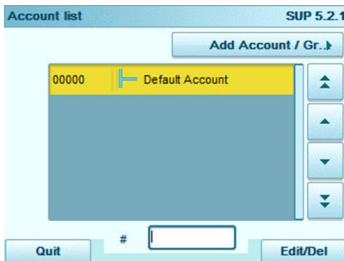 Account list SUP 5.2.1
Add Account / Gr..
00000 Default Account
#
Quit Edit/Del